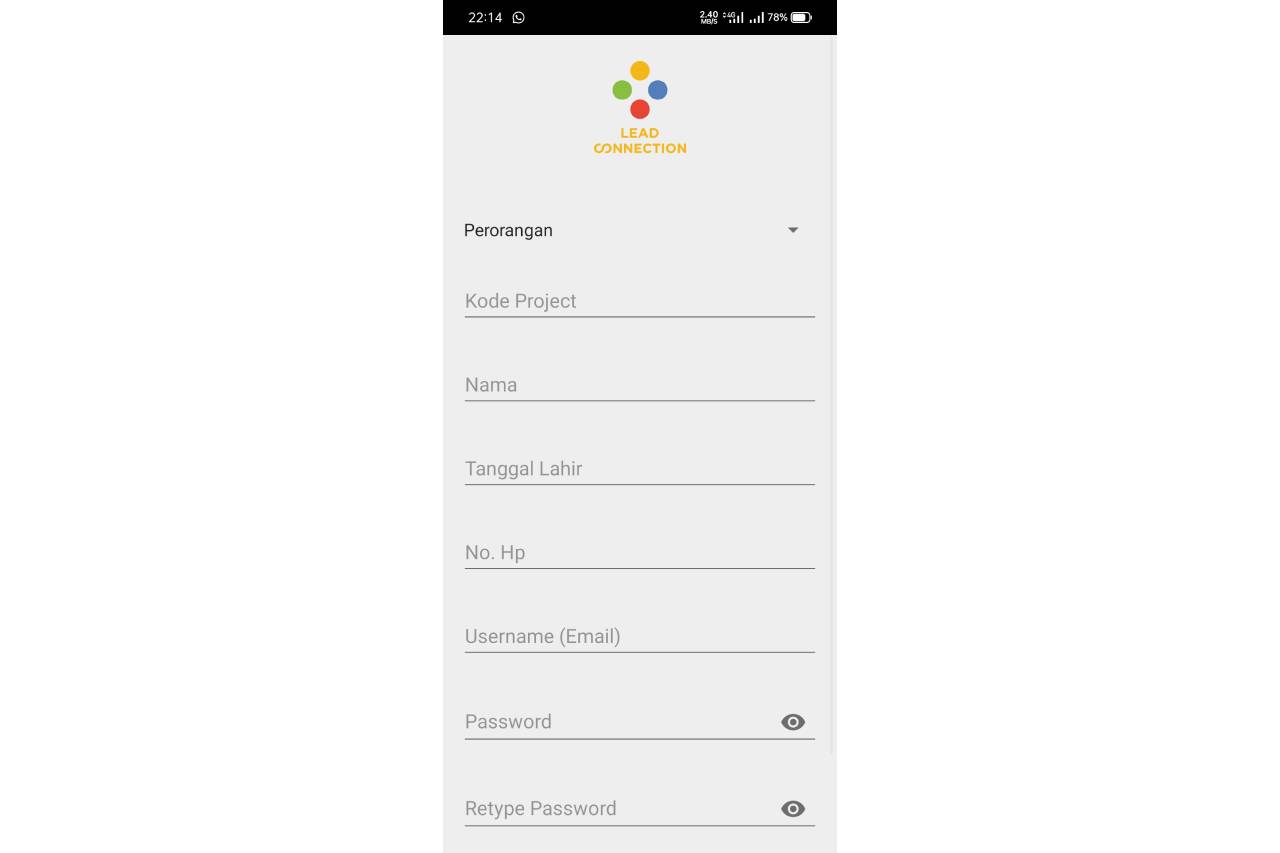 22:14
2.40 MB/S 4G 78%
LEAD
CONNECTION
Perorangan
Kode Project
Nama
Tanggal Lahir
No. Hp
Username (Email)
Password
Retype Password